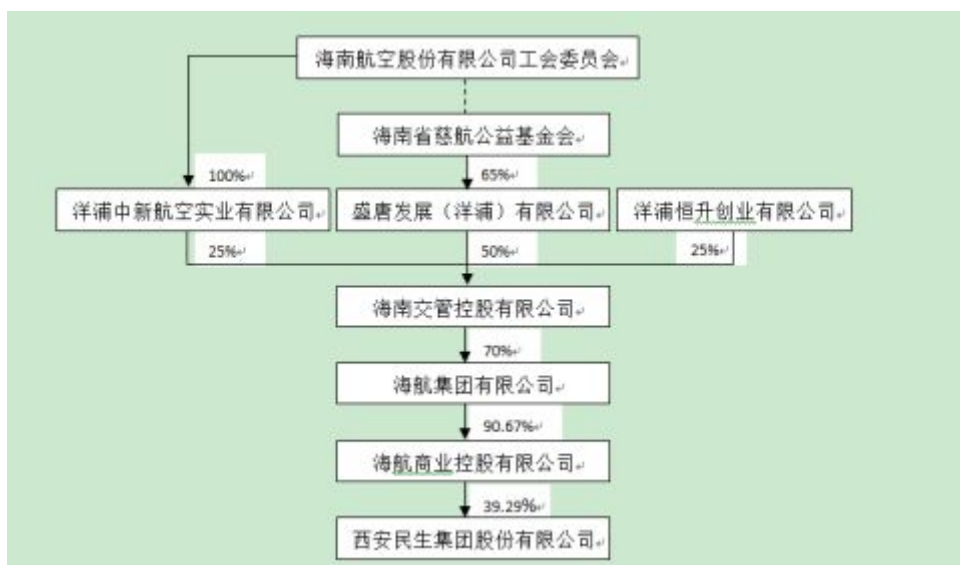 海南航空股份有限公司工会委员会
海南省慈航公益基金会
100%
65%
洋浦中新航空实业有限公司
盛唐发展（洋浦）有限公司
洋浦恒升创业有限公司
25%
50%
25%
海南交管控股有限公司
70%
海航集团有限公司
90.67%
海航商业控股有限公司
39.29%
西安民生集团股份有限公司